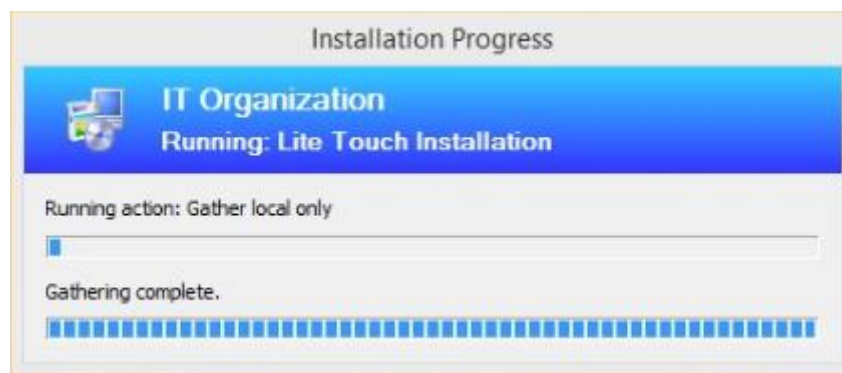 Installation Progress
IT Organization
Running: Lite Touch Installation
Running action: Gather local only
Gathering complete.